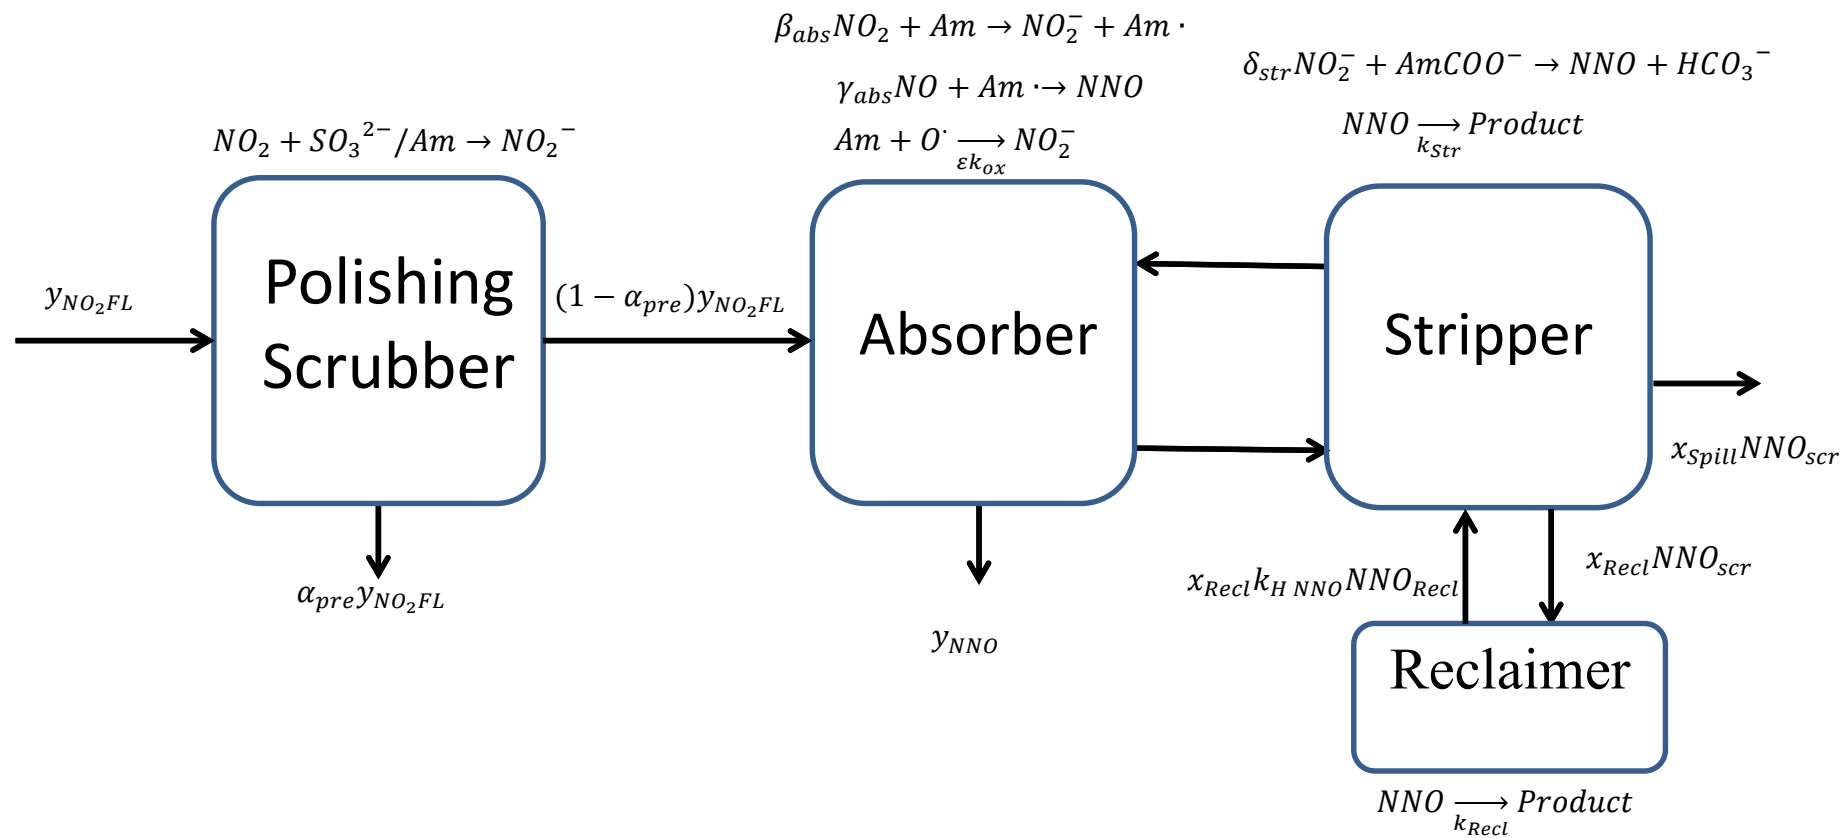 β_abs NO₂ + Am → NO₂⁻ + Am ·
γ_abs NO + Am ·→ NNO
Am + O˙ ⟶ NO₂⁻
εk_ox
δ_str NO₂⁻ + AmCOO⁻ → NNO + HCO₃⁻
NNO ⟶ Product
k_Str
NO₂ + SO₃²⁻/Am → NO₂⁻
y_NO₂FL
Polishing
Scrubber
(1 − α_pre)y_NO₂FL
Absorber
Stripper
x_Spill NNO_scr
α_pre y_NO₂FL
y_NNO
x_Recl k_H NNO NNO_Recl
x_Recl NNO_scr
Reclaimer
NNO ⟶ Product
k_Recl